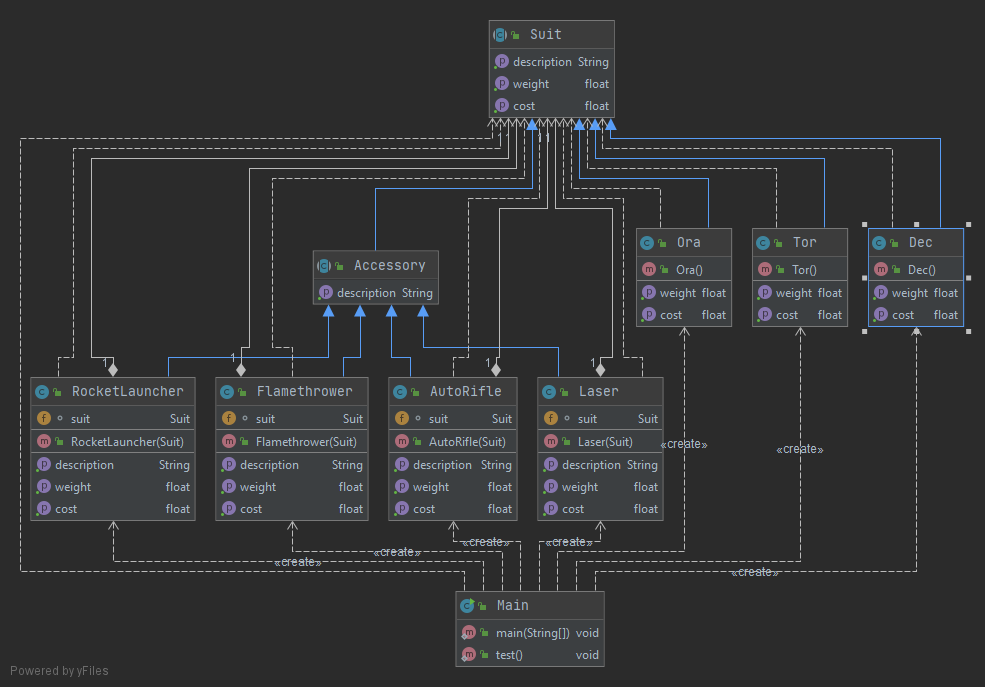 Suit
description String
weight float
cost float
1
1
1
Accessory
description String
Ora
Ora()
weight float
cost float
Tor
Tor()
weight float
cost float
Dec
Dec()
weight float
cost float
1
1
1
1
RocketLauncher
suit Suit
RocketLauncher(Suit)
description String
weight float
cost float
Flamethrower
suit Suit
Flamethrower(Suit)
description String
weight float
cost float
AutoRifle
suit Suit
AutoRifle(Suit)
description String
weight float
cost float
Laser
suit Suit
Laser(Suit)
description String
weight float
cost float
«create»
«create»
«create»
«create»
«create»
«create»
«create»
Main
main(String[]) void
test() void
Powered by yFiles